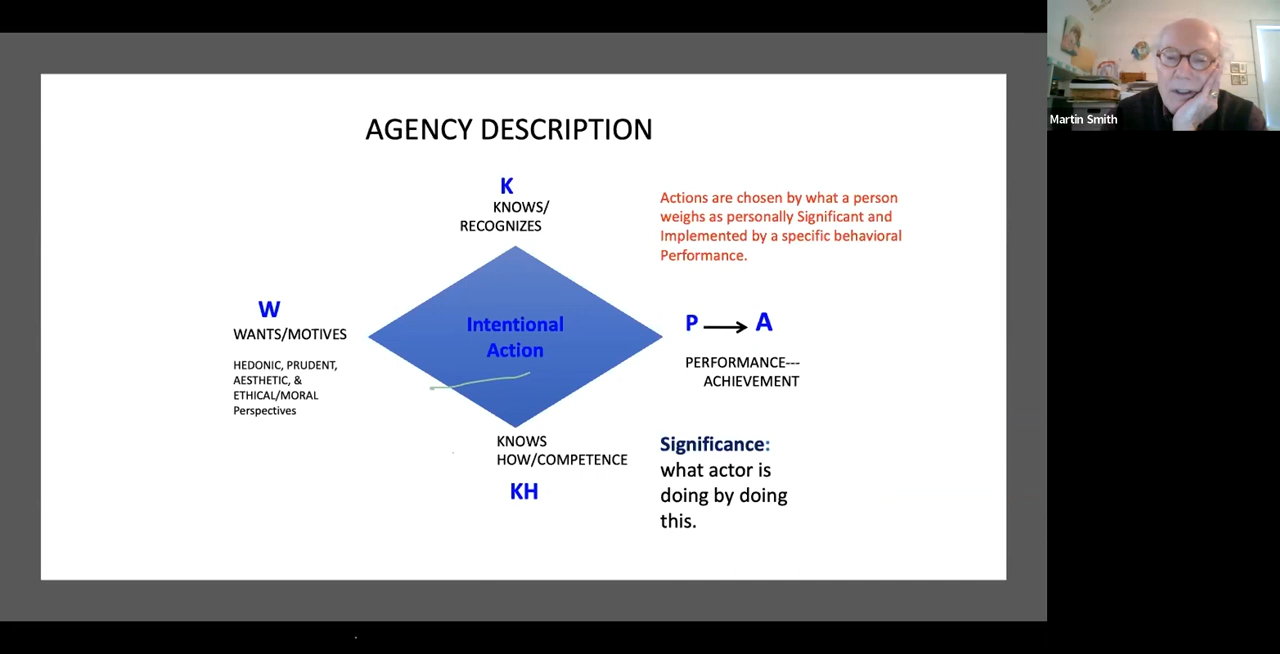 Martin Smith
AGENCY DESCRIPTION
K
KNOWS/
RECOGNIZES
Actions are chosen by what a person
weighs as personally Significant and
Implemented by a specific behavioral
Performance.
W
WANTS/MOTIVES
HEDONIC, PRUDENT,
AESTHETIC, &
ETHICAL/MORAL
Perspectives
Intentional
Action
P A
PERFORMANCE---
ACHIEVEMENT
KNOWS
HOW/COMPETENCE
KH
Significance:
what actor is
doing by doing
this.